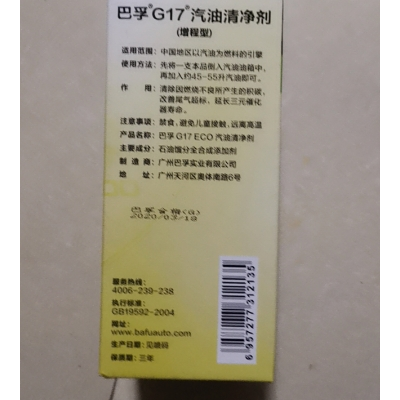 巴孚®G17®汽油清净剂
(增程型)
适用范围: 中国地区以汽油为燃料的引擎
使用方法: 先将一支本品倒入汽油油箱中,
再加入约45-55升汽油即可。
作 用: 清除因燃烧不良所产生的积碳、
改善尾气超标、延长三元催化
器寿命。
注意事项: 禁食、避免儿童接触、远离高温
产品名称: 巴孚 G17 ECO 汽油清净剂
主要成分: 石油馏分全合成添加剂
制 造 商: 广州巴孚实业有限公司
地 址: 广州天河区奥体南路6号
巴孚合格(G)
2020/03/18
服务热线:
4006-239-238
执行标准:
GB19592-2004
网址:
www.bafuauto.com
生产日期: 见喷码
保质期: 三年
6 957277 312135